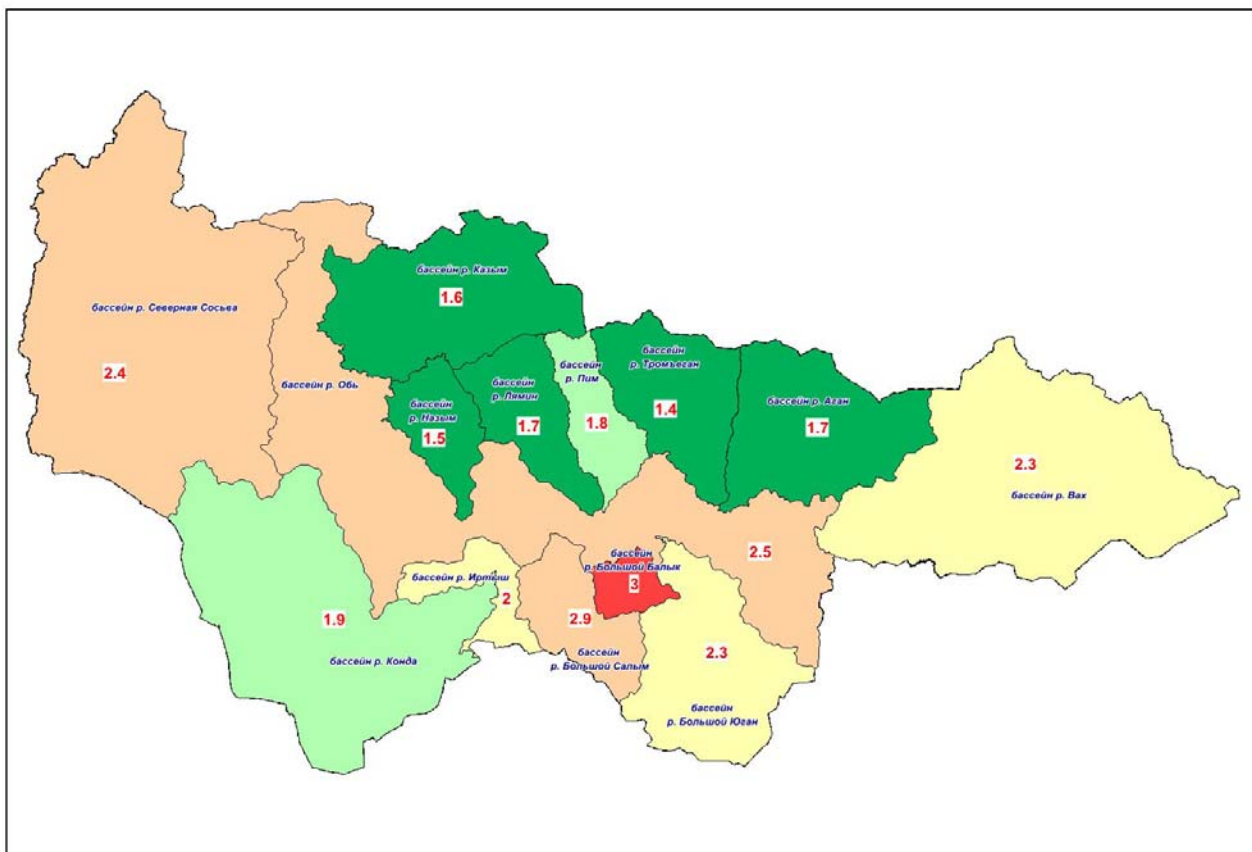 бассейн р. Казым
1.6
бассейн р. Северная Сосьва
2.4
бассейн р. Обь
бассейн
р. Назым
1.5
бассейн
р. Лямин
1.7
бассейн
р. Пим
1.8
бассейн
р. Тромъеган
1.4
бассейн р. Аган
1.7
2.3
бассейн р. Вах
2.5
бассейн
р. Большой Балык
3
бассейн р. Иртыш
2
2.9
бассейн
р. Большой Салым
1.9
бассейн р. Конда
2.3
бассейн
р. Большой Юган